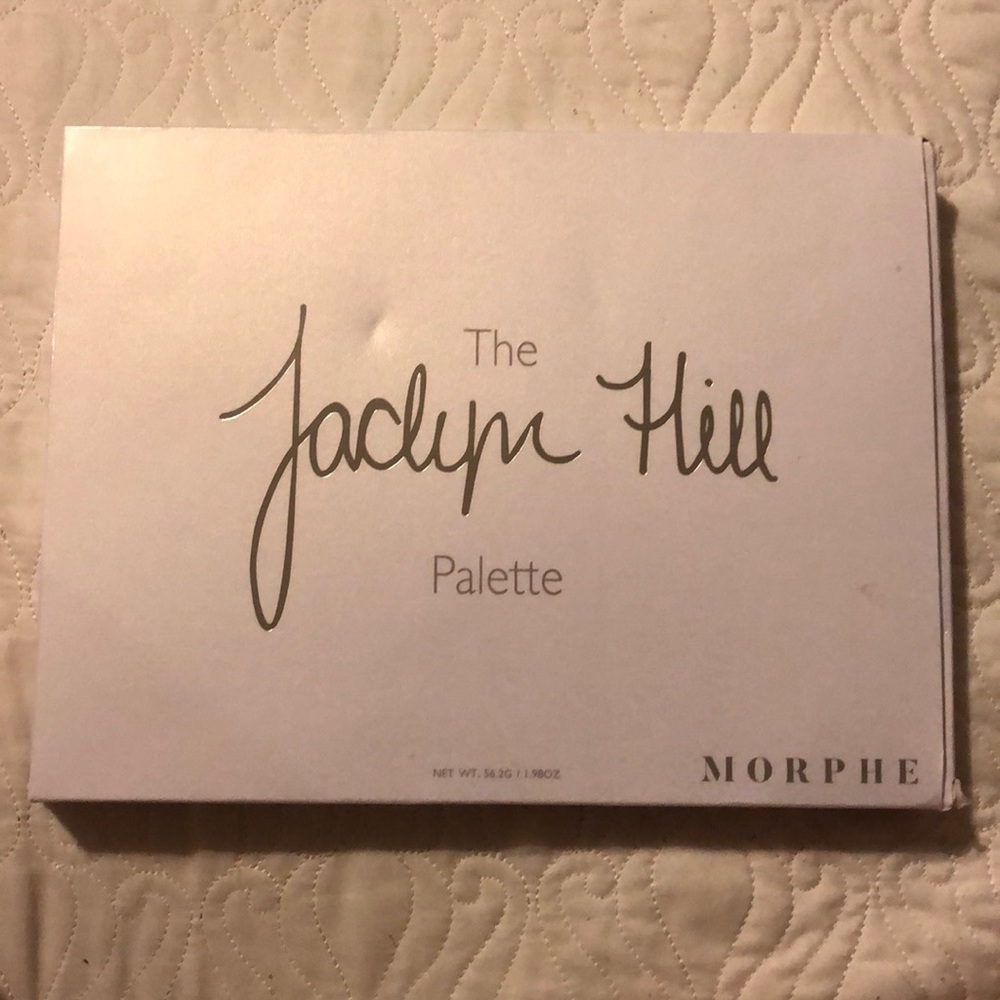 The
Jaclyn Hill
Palette
NET WT. 56.2G / 1.98OZ
MORPHE